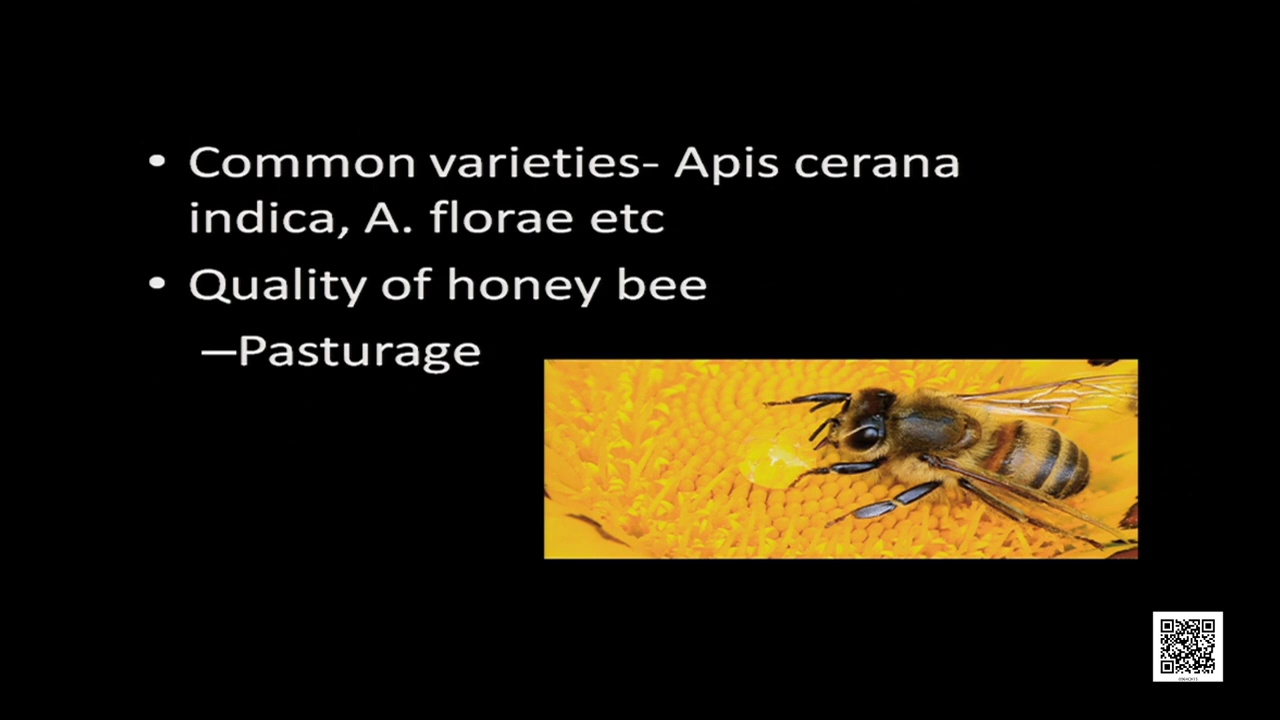 • Common varieties- Apis cerana
indica, A. florae etc
• Quality of honey bee
–Pasturage